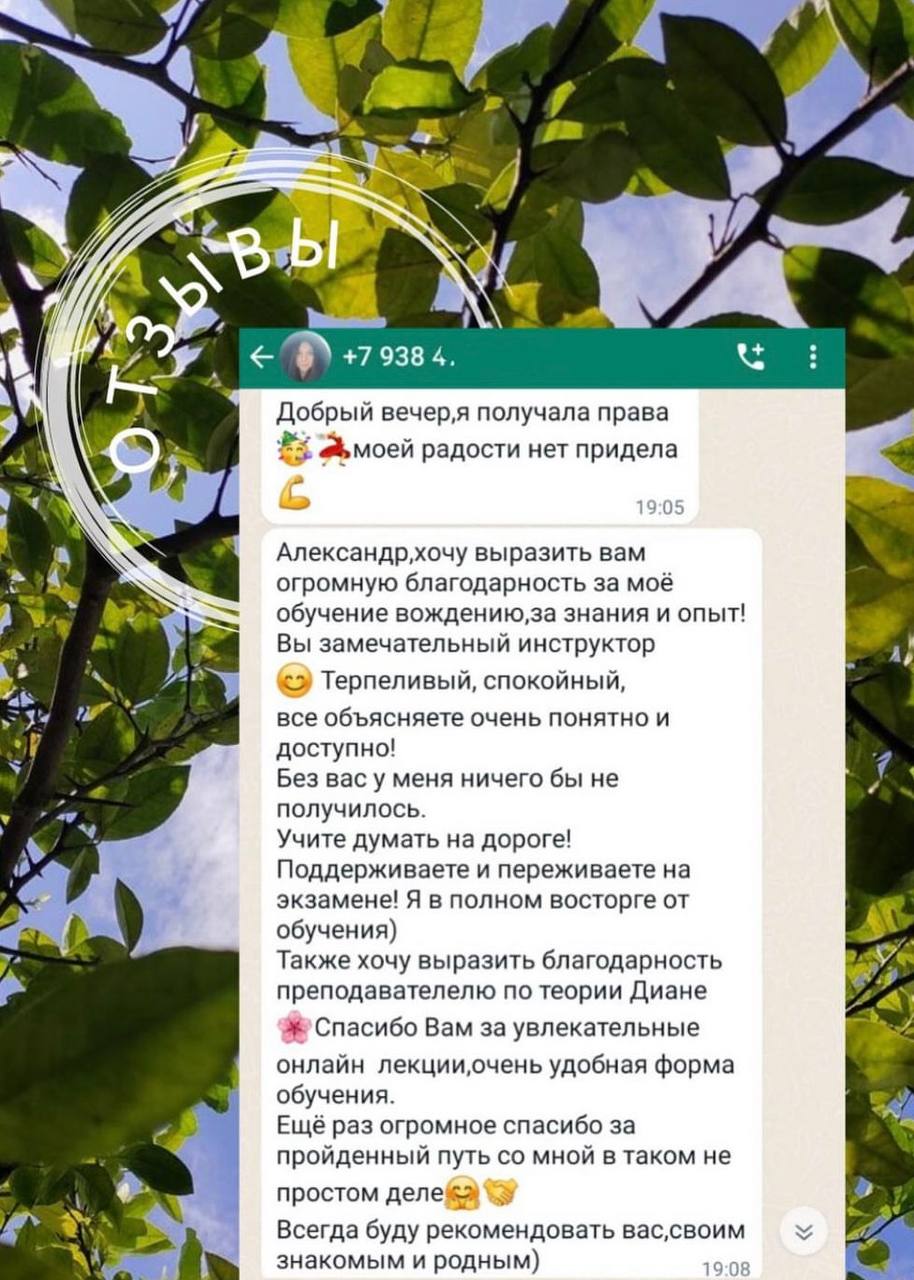 ОТЗЫВЫ
+7 938 4.
Добрый вечер,я получала права
🥳💃моей радости нет придела
💪
19:05
Александр,хочу выразить вам
огромную благодарность за моё
обучение вождению,за знания и опыт!
Вы замечательный инструктор
😊 Терпеливый, спокойный,
все объясняете очень понятно и
доступно!
Без вас у меня ничего бы не
получилось.
Учите думать на дороге!
Поддерживаете и переживаете на
экзамене! Я в полном восторге от
обучения)
Также хочу выразить благодарность
преподавателелю по теории Диане
🌸Спасибо Вам за увлекательные
онлайн  лекции,очень удобная форма
обучения.
Ещё раз огромное спасибо за
пройденный путь со мной в таком не
простом деле🤗🤝
Всегда буду рекомендовать вас,своим
знакомым и родным)
19:08